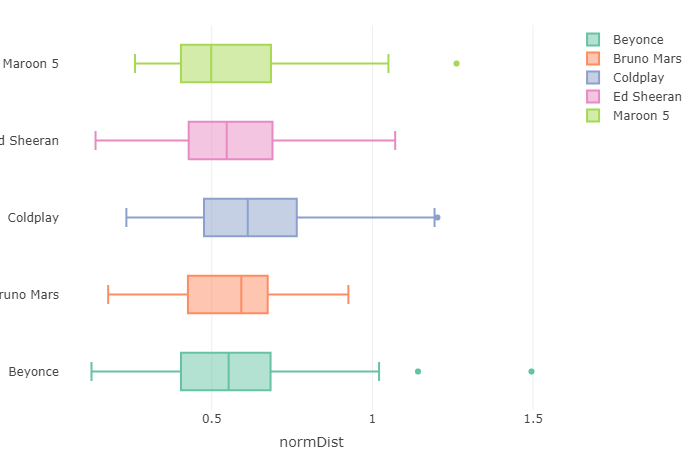 Maroon 5
d Sheeran
Coldplay
runo Mars
Beyonce
0.5
1
1.5
normDist
Beyonce
Bruno Mars
Coldplay
Ed Sheeran
Maroon 5